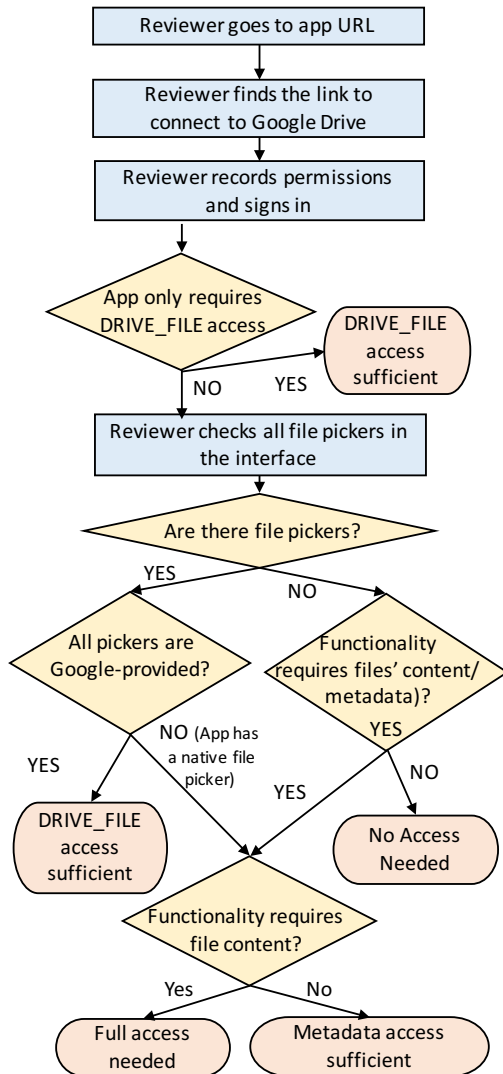 Reviewer goes to app URL
Reviewer finds the link to
connect to Google Drive
Reviewer records permissions
and signs in
App only requires
DRIVE_FILE access
DRIVE_FILE
access
sufficient
NO
YES
Reviewer checks all file pickers in
the interface
Are there file pickers?
YES
NO
All pickers are
Google-provided?
Functionality
requires files' content/
metadata)?
YES
NO (App has
a native file
picker)
YES
YES
NO
DRIVE_FILE
access
sufficient
No Access
Needed
Functionality requires
file content?
Yes
No
Full access
needed
Metadata access
sufficient